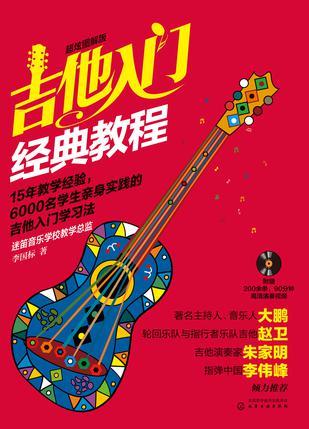 超炫图解版
吉他入门
经典教程
15年教学经验，
6000名学生亲身实践的
吉他入门学习法
迷笛音乐学校教学总监
李国标 著
附赠
200余条、90分钟
高清演奏视频
著名主持人、音乐人 大鹏
轮回乐队与指行者乐队吉他 赵卫
吉他演奏家 朱家明
指弹中国 李伟峰
倾力推荐
化学工业出版社